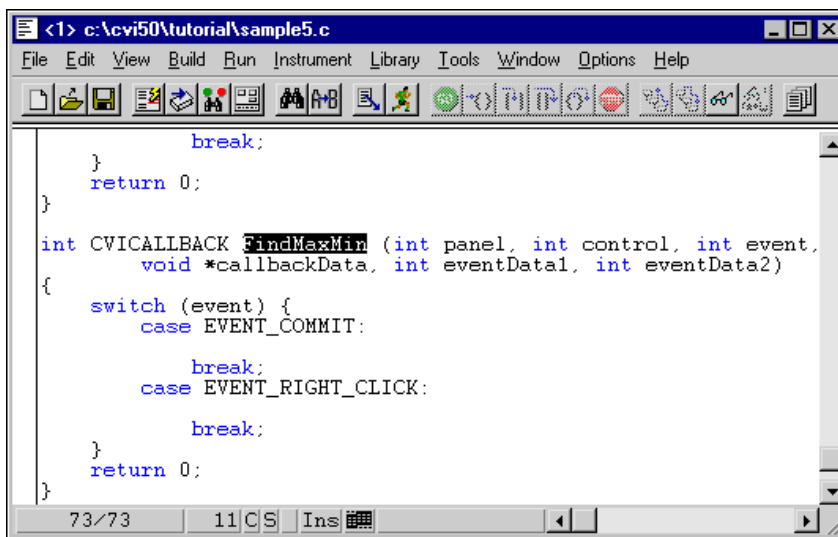 <1> c:\cvi50\tutorial\sample5.c
File Edit View Build Run Instrument Library Tools Window Options Help
break;
}
return 0;
}
int CVICALLBACK FindMaxMin (int panel, int control, int event,
void *callbackData, int eventData1, int eventData2)
{
switch (event) {
case EVENT_COMMIT:
break;
case EVENT_RIGHT_CLICK:
break;
}
return 0;
}
73/73 11 C S Ins